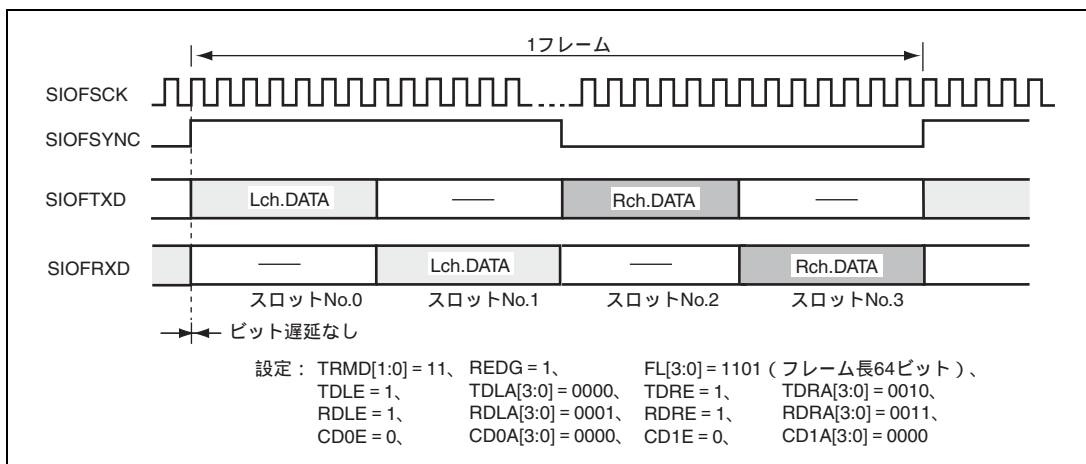 1フレーム
SIOFSCK
SIOFSYNC
SIOFTXD
Lch.DATA
Rch.DATA
SIOFRXD
Lch.DATA
Rch.DATA
スロットNo.0 スロットNo.1 スロットNo.2 スロットNo.3
ビット遅延なし
設定： TRMD[1:0] = 11、 REDG = 1、 FL[3:0] = 1101（フレーム長64ビット）、
TDLE = 1、 TDLA[3:0] = 0000、 TDRE = 1、 TDRA[3:0] = 0010、
RDLE = 1、 RDLA[3:0] = 0001、 RDRE = 1、 RDRA[3:0] = 0011、
CD0E = 0、 CD0A[3:0] = 0000、 CD1E = 0、 CD1A[3:0] = 0000